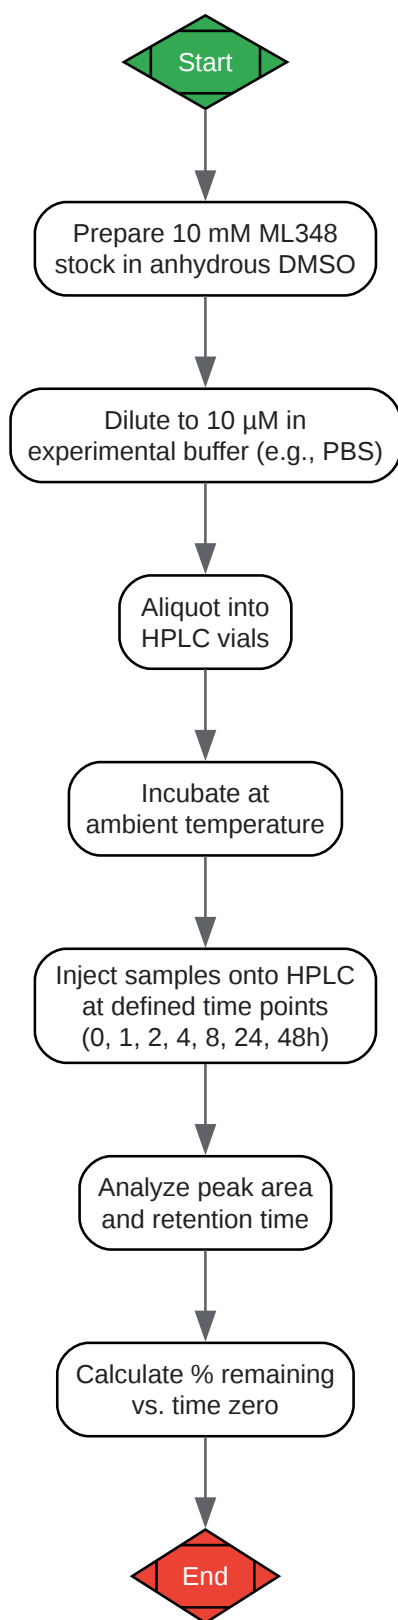 Start
Prepare 10 mM ML348
stock in anhydrous DMSO
Dilute to 10 µM in
experimental buffer (e.g., PBS)
Aliquot into
HPLC vials
Incubate at
ambient temperature
Inject samples onto HPLC
at defined time points
(0, 1, 2, 4, 8, 24, 48h)
Analyze peak area
and retention time
Calculate % remaining
vs. time zero
End